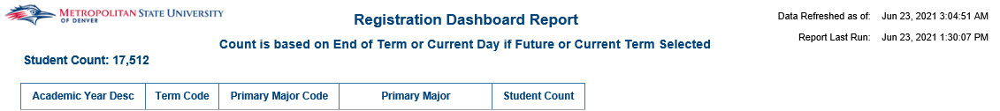 METROPOLITAN STATE UNIVERSITY
OF DENVER
Registration Dashboard Report
Data Refreshed as of: Jun 23, 2021 3:04:51 AM
Report Last Run: Jun 23, 2021 1:30:07 PM
Count is based on End of Term or Current Day if Future or Current Term Selected
Student Count: 17,512
Academic Year Desc Term Code Primary Major Code Primary Major Student Count